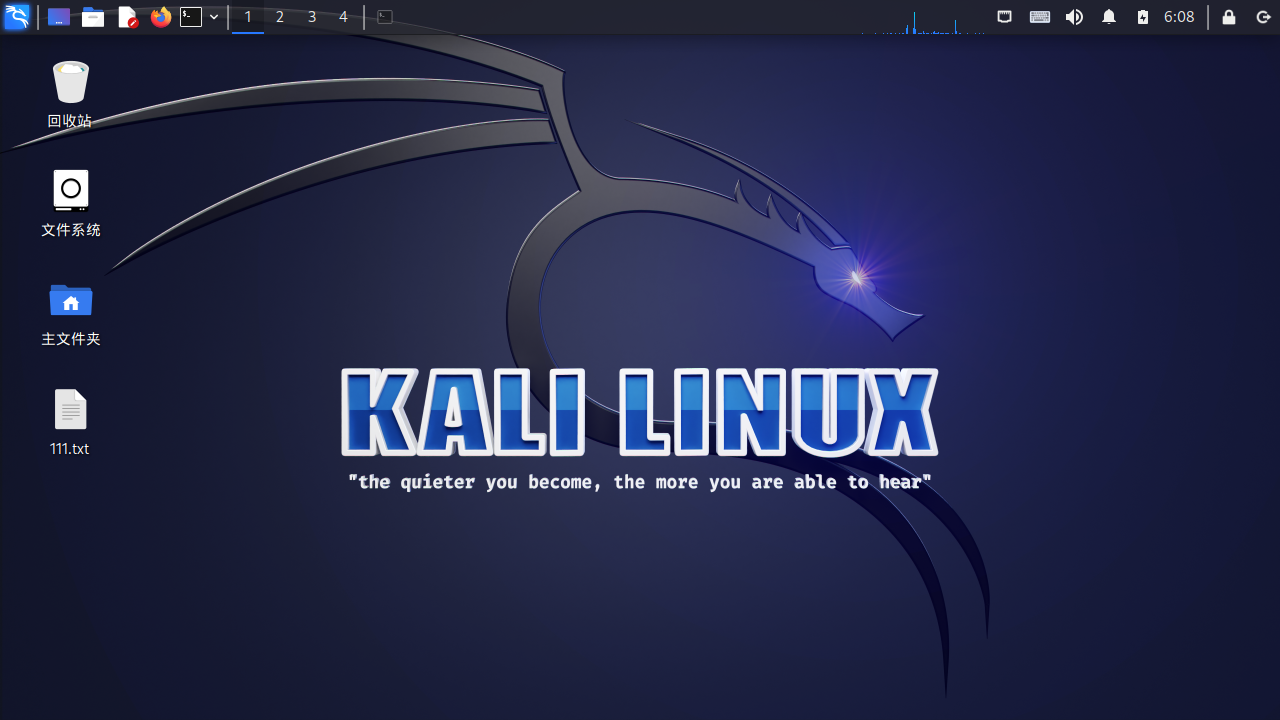 1 2 3 4 6:08
回收站
文件系统
主文件夹
111.txt
KALI LINUX
"the quieter you become, the more you are able to hear"